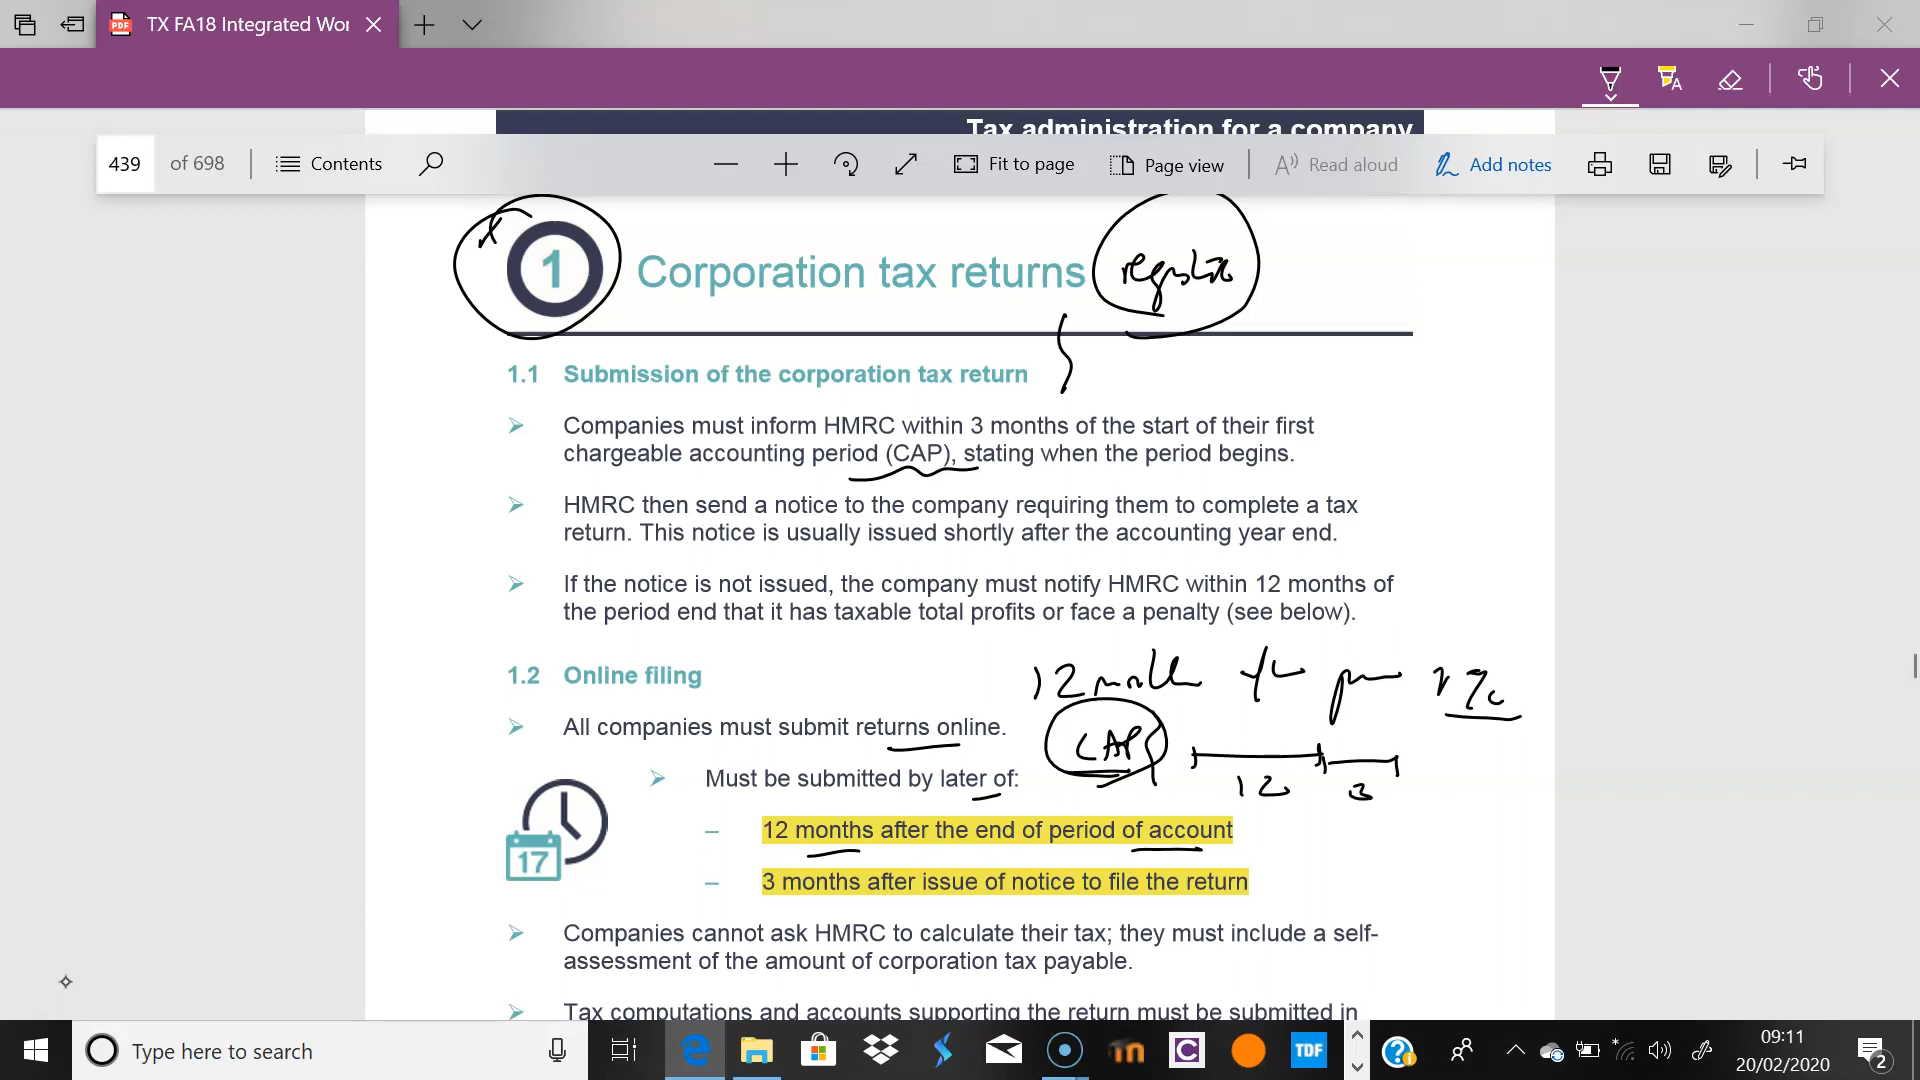 TX FA18 Integrated Wor
Tax administration for a company
439 of 698 Contents Fit to page Page view Read aloud Add notes
1 Corporation tax returns
1.1 Submission of the corporation tax return
Companies must inform HMRC within 3 months of the start of their first
chargeable accounting period (CAP), stating when the period begins.
HMRC then send a notice to the company requiring them to complete a tax
return. This notice is usually issued shortly after the accounting year end.
If the notice is not issued, the company must notify HMRC within 12 months of
the period end that it has taxable total profits or face a penalty (see below).
1.2 Online filing
12
All companies must submit returns online.
CAP
Must be submitted by later of:
12 3
12 months after the end of period of account
17
3 months after issue of notice to file the return
Companies cannot ask HMRC to calculate their tax; they must include a self-
assessment of the amount of corporation tax payable.
Tax computations and accounts supporting the return must be submitted in
Type here to search
TDF
09:11
20/02/2020
2